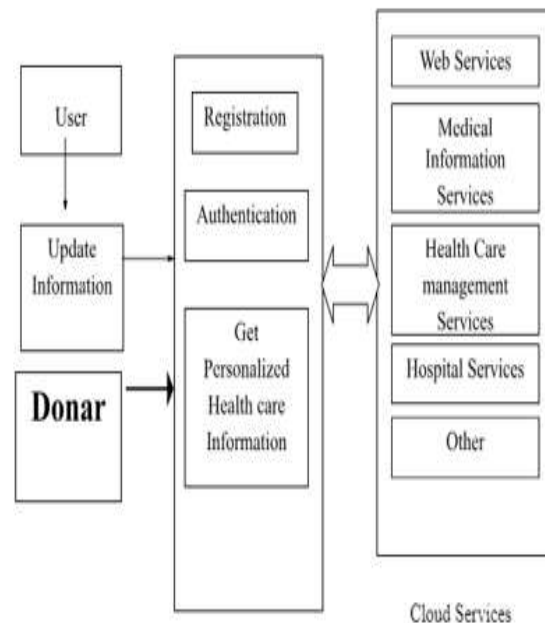 User
Update
Information
Donar
Registration
Authentication
Get
Personalized
Health care
Information
Web Services
Medical
Information
Services
Health Care
management
Services
Hospital Services
Other
Cloud Services